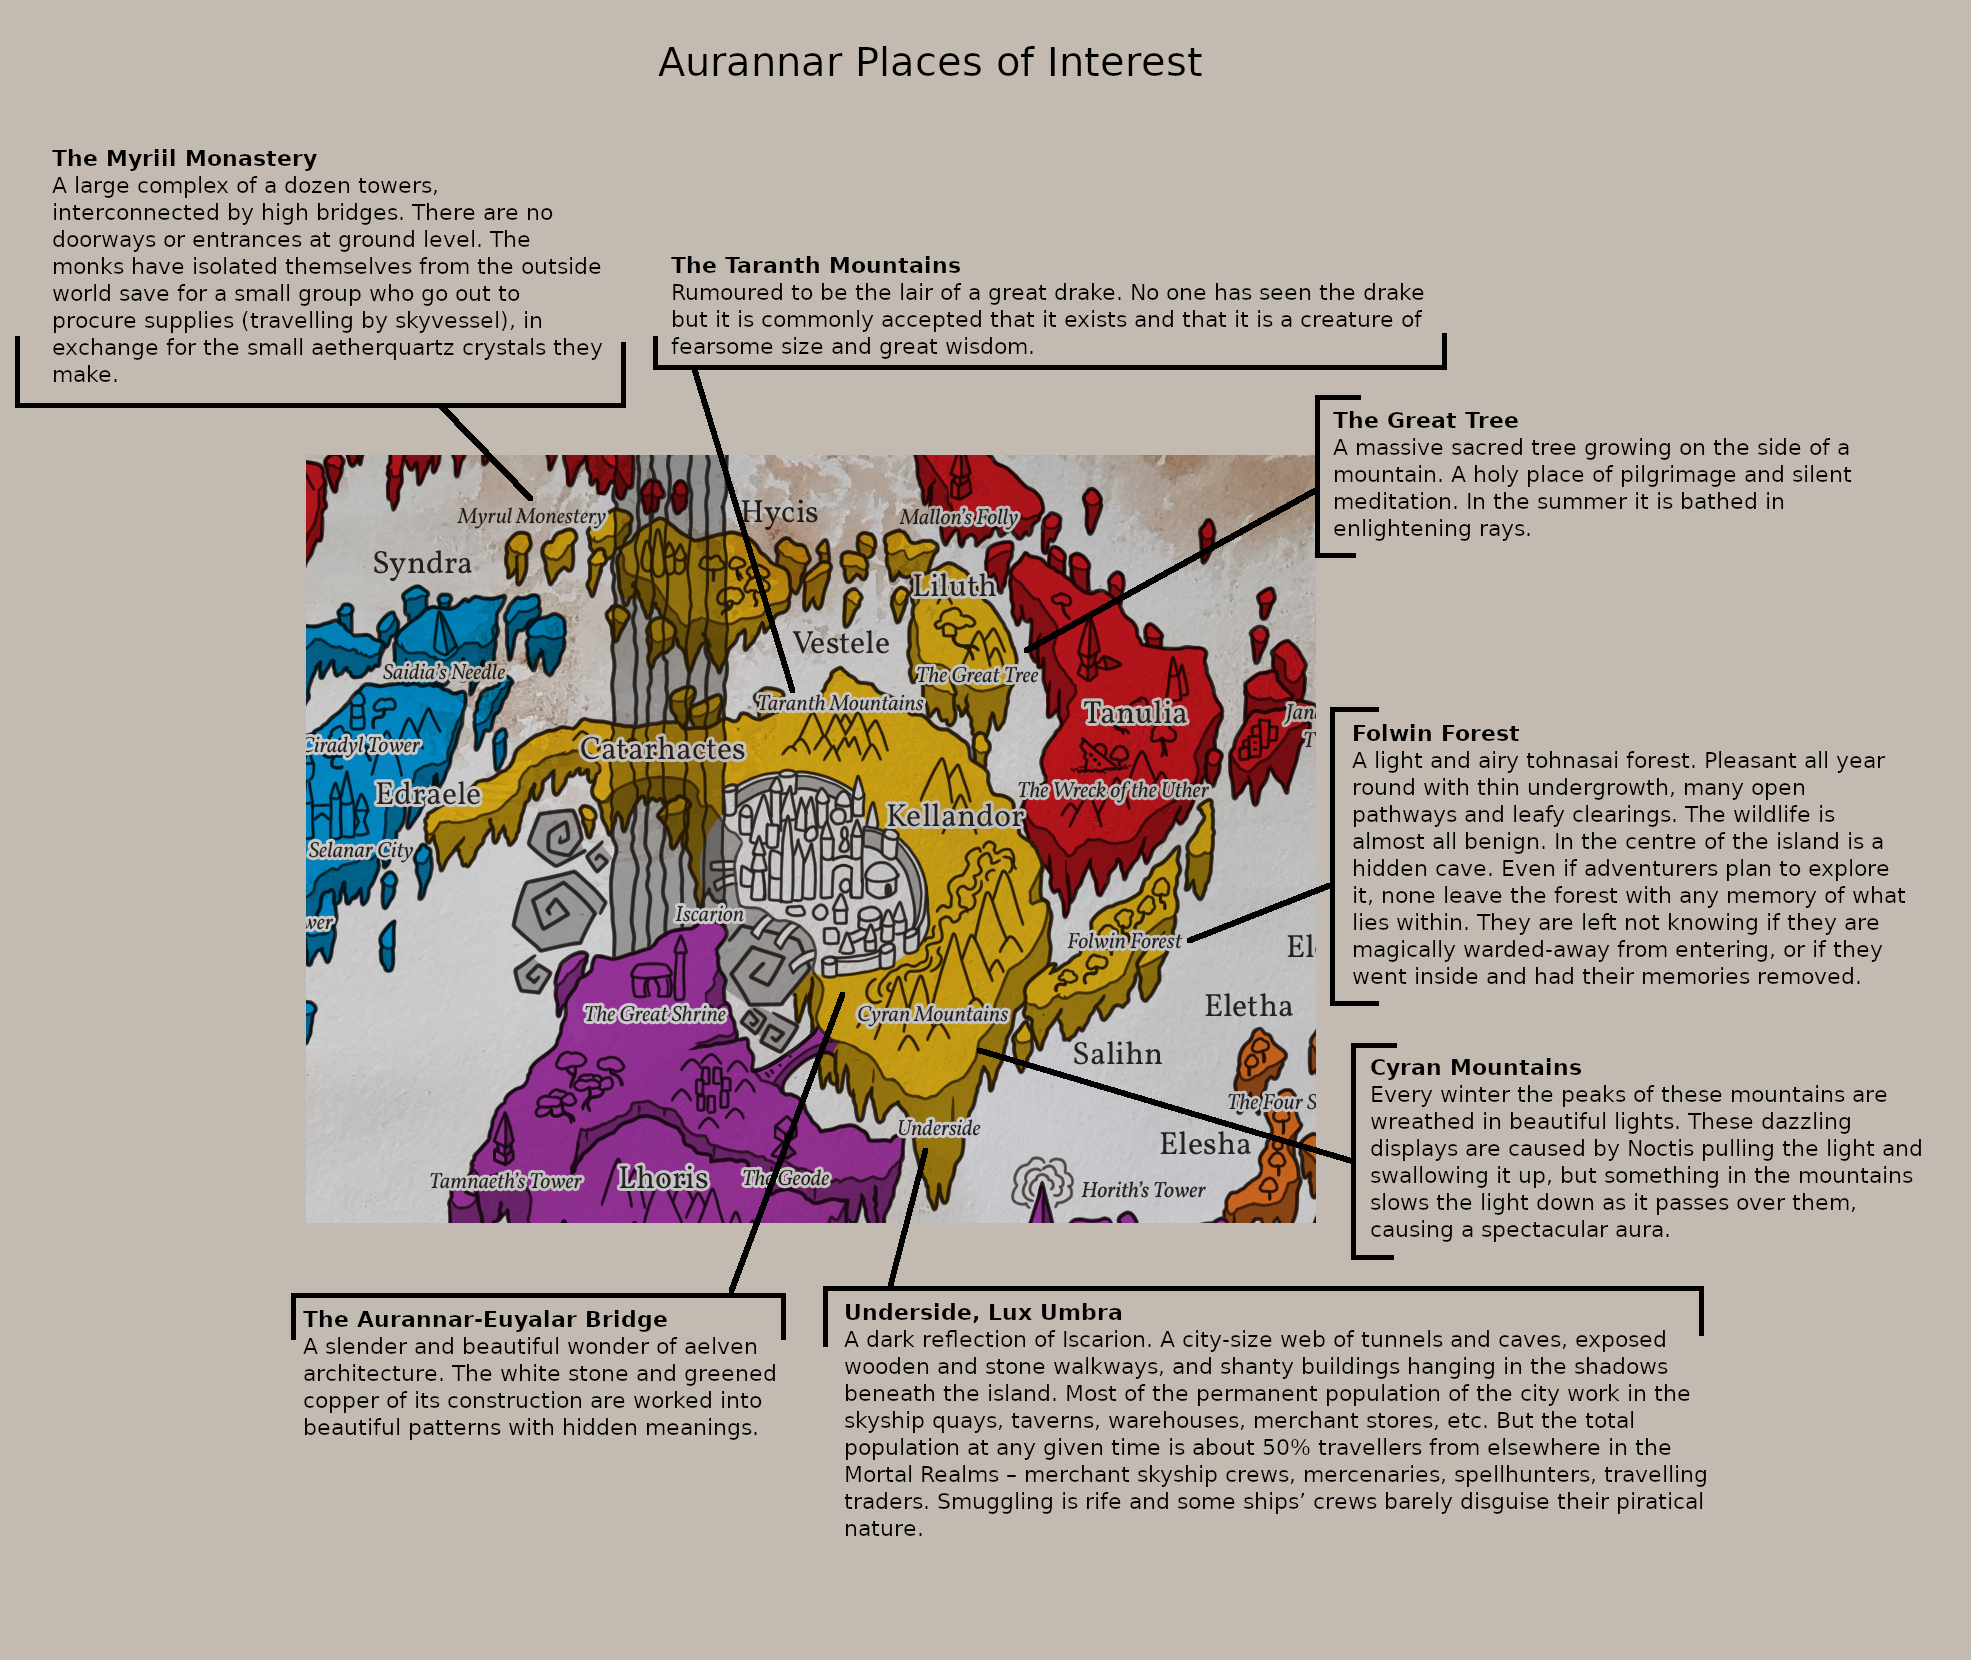 Aurannar Places of Interest
The Myriil Monastery
A large complex of a dozen towers,
interconnected by high bridges. There are no
doorways or entrances at ground level. The
monks have isolated themselves from the outside
world save for a small group who go out to
procure supplies (travelling by skyvessel), in
exchange for the small aetherquartz crystals they
make.
The Taranth Mountains
Rumoured to be the lair of a great drake. No one has seen the drake
but it is commonly accepted that it exists and that it is a creature of
fearsome size and great wisdom.
The Great Tree
A massive sacred tree growing on the side of a
mountain. A holy place of pilgrimage and silent
meditation. In the summer it is bathed in
enlightening rays.
Myrul Monestery
Hycis
Mallon's Folly
Syndra
Liluth
Vestele
Saidia's Needle
The Great Tree
Taranth Mountains
Tanulia
Jan
T
Ciradyl Tower
Catarhactes
Edraele
The Wreck of the Uther
Kellandor
Selanar City
Iscarion
wer
Folwin Forest
El
The Great Shrine
Cyran Mountains
Eletha
Salihn
The Four S
Underside
Elesha
Tamnaeth's Tower
Lhoris
The Geode
Horith's Tower
Folwin Forest
A light and airy tohnasai forest. Pleasant all year
round with thin undergrowth, many open
pathways and leafy clearings. The wildlife is
almost all benign. In the centre of the island is a
hidden cave. Even if adventurers plan to explore
it, none leave the forest with any memory of what
lies within. They are left not knowing if they are
magically warded-away from entering, or if they
went inside and had their memories removed.
Cyran Mountains
Every winter the peaks of these mountains are
wreathed in beautiful lights. These dazzling
displays are caused by Noctis pulling the light and
swallowing it up, but something in the mountains
slows the light down as it passes over them,
causing a spectacular aura.
The Aurannar-Euyalar Bridge
A slender and beautiful wonder of aelven
architecture. The white stone and greened
copper of its construction are worked into
beautiful patterns with hidden meanings.
Underside, Lux Umbra
A dark reflection of Iscarion. A city-size web of tunnels and caves, exposed
wooden and stone walkways, and shanty buildings hanging in the shadows
beneath the island. Most of the permanent population of the city work in the
skyship quays, taverns, warehouses, merchant stores, etc. But the total
population at any given time is about 50% travellers from elsewhere in the
Mortal Realms – merchant skyship crews, mercenaries, spellhunters, travelling
traders. Smuggling is rife and some ships’ crews barely disguise their piratical
nature.